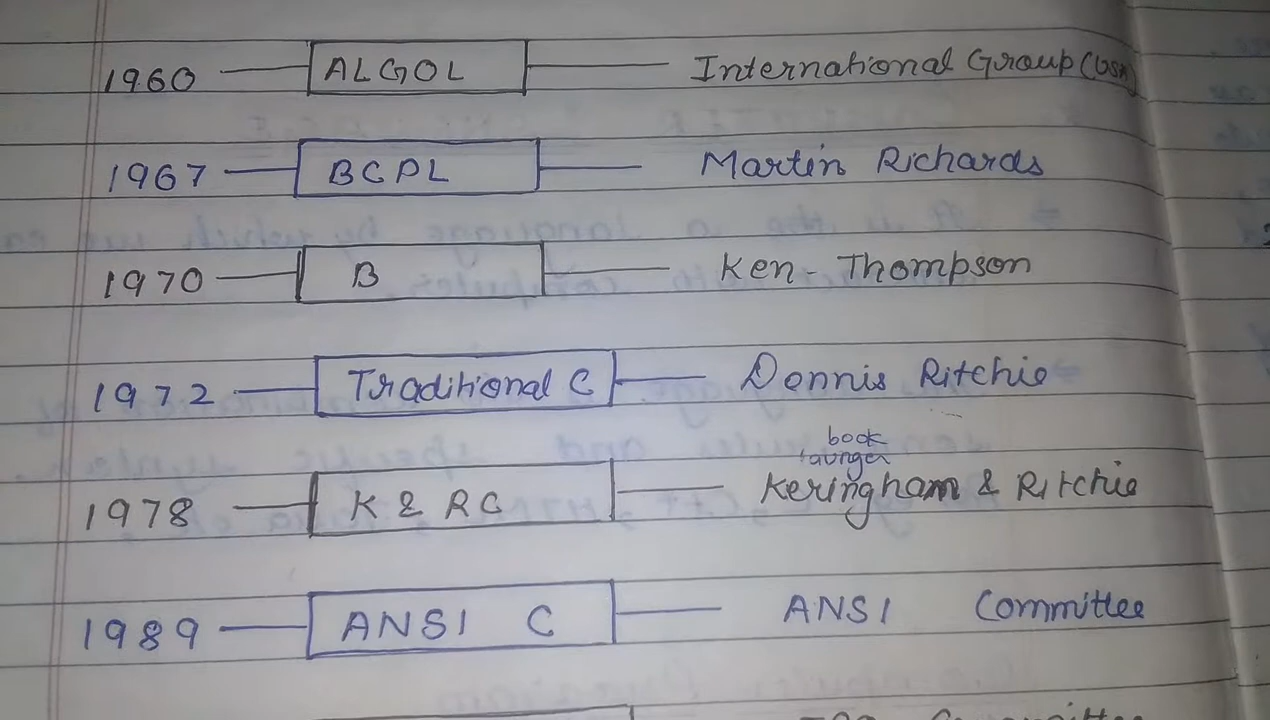 1960 ALGOL International Group (USA)
1967 BCPL Martin Richards
1970 B Ken-Thompson
1972 Traditional C Dennis Ritchie
book
1978 K & RC Keringham & Ritchie
1989 ANSI C ANSI Committee